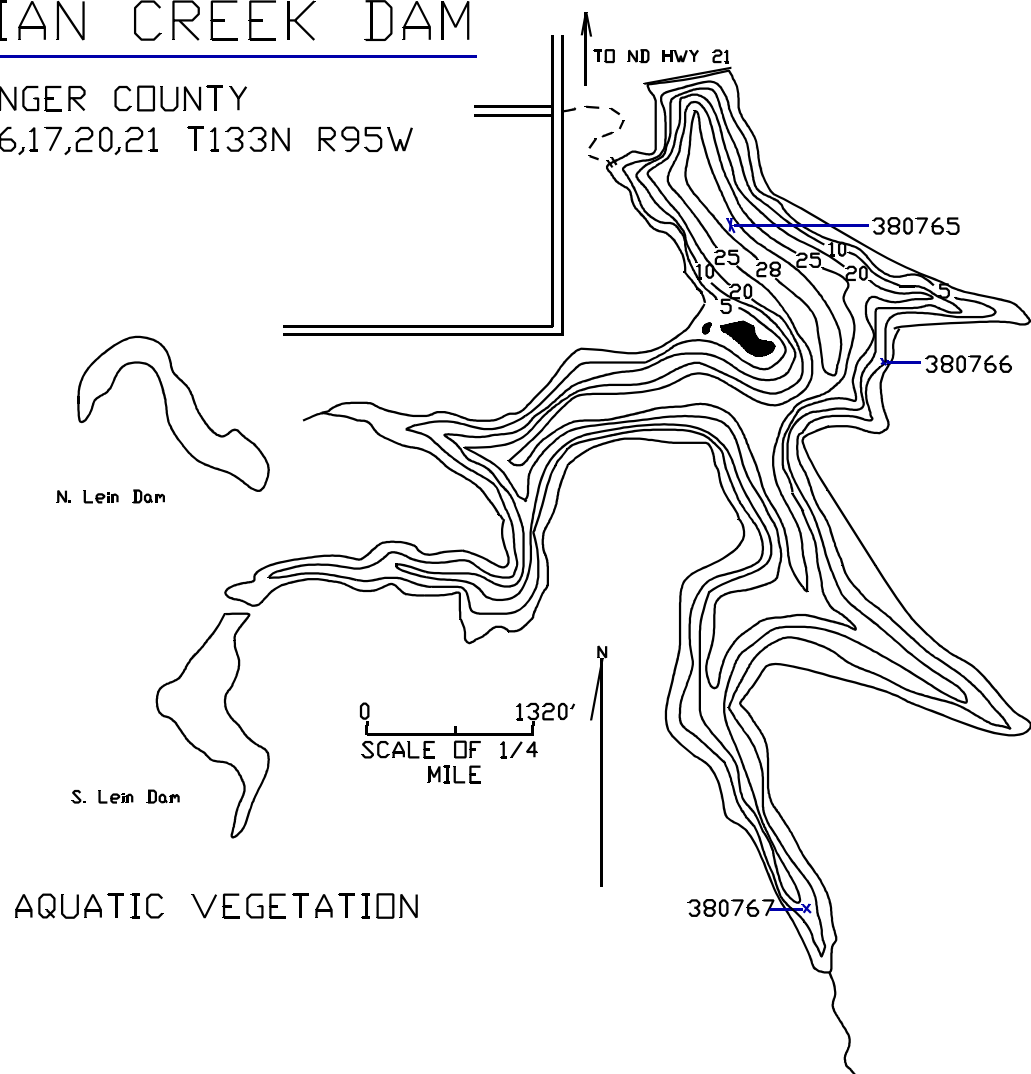 IAN CREEK DAM
TO ND HWY 21
NGER COUNTY
6,17,20,21 T133N R95W
380765
10
25
25
28
10
20
20
5
5
380766
N. Lein Dam
N
0 1320'
SCALE OF 1/4
MILE
S. Lein Dam
AQUATIC VEGETATION
380767